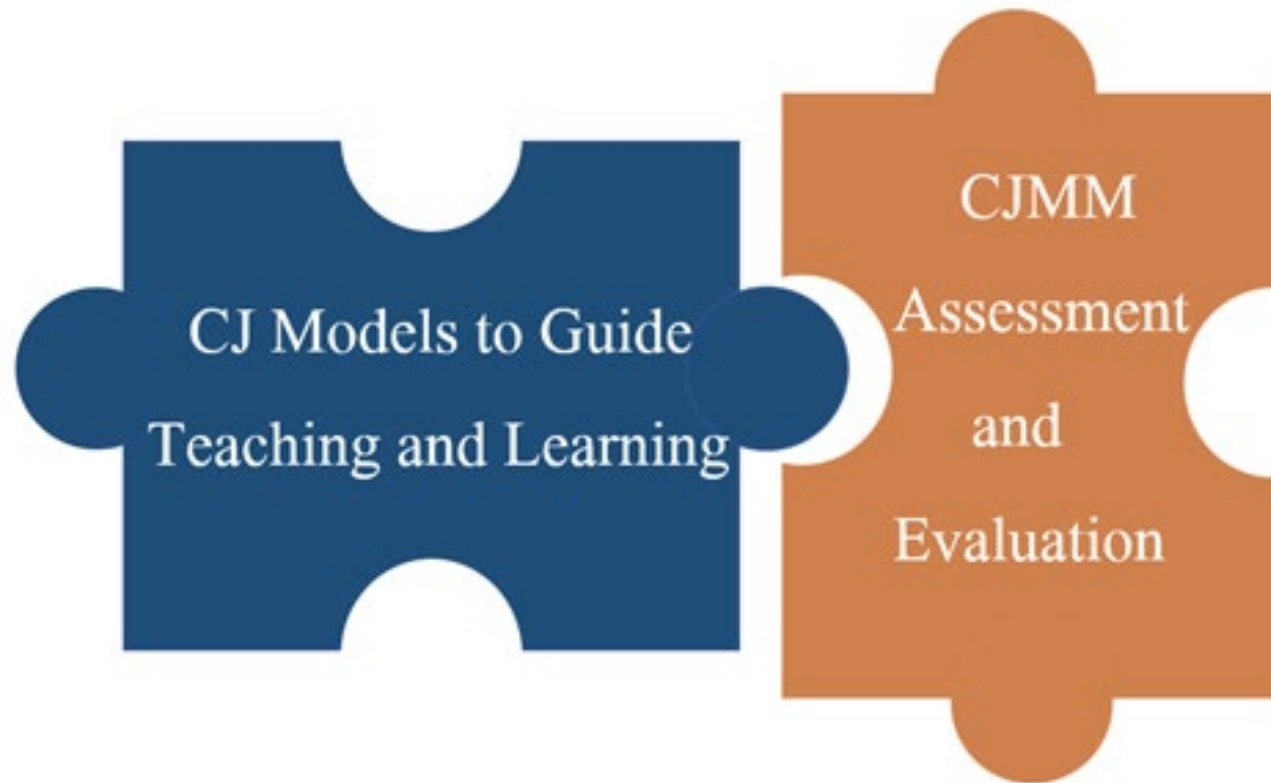 CJ Models to Guide
Teaching and Learning
CJMM
Assessment
and
Evaluation